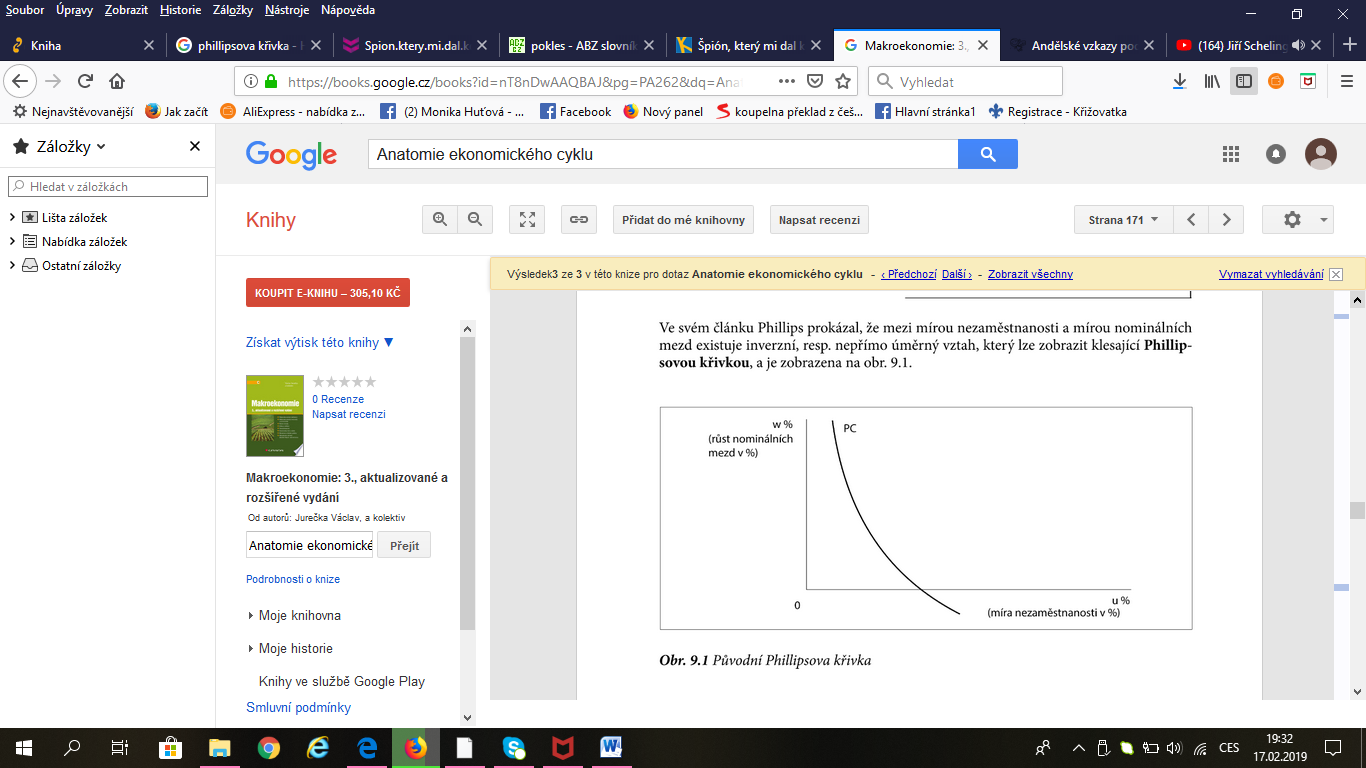 Soubor Úpravy Zobrazit Historie Záložky Nástroje Nápověda
Kniha
phillipsova křivka -
Spion.ktery.mi.dal.k
pokles - ABZ slovník
Špión, který mi dal k
Makroekonomie: 3.,
Andělské vzkazy po
(164) Jiří Scheling
https://books.google.cz/books?id=nT8nDwAAQBAJ&pg=PA262&dq=Ana
Vyhledat
Nejnavštěvovanější
Jak začít
AliExpress - nabídka z...
(2) Monika Huťová - ...
Facebook
Nový panel
koupelna překlad z češ...
Hlavní stránka1
Registrace - Křižovatka
Záložky
Hledat v záložkách
Lišta záložek
Nabídka záložek
Ostatní záložky
Google
Anatomie ekonomického cyklu
Knihy
Přidat do mé knihovny
Napsat recenzi
Strana 171
KOUPIT E-KNIHU – 305,10 KČ
Získat výtisk této knihy ▼
Makroekonomie
0 Recenze
Napsat recenzi
Makroekonomie: 3., aktualizované a
rozšířené vydání
Od autorů: Jurečka Václav, a kolektiv
Anatomie ekonomické
Přejít
Podrobnosti o knize
Moje knihovna
Moje historie
Knihy ve službě Google Play
Smluvní podmínky
Výsledek3 ze 3 v této knize pro dotaz Anatomie ekonomického cyklu - ‹ Předchozí Další › - Zobrazit všechny
Vymazat vyhledávání
Ve svém článku Phillips prokázal, že mezi mírou nezaměstnanosti a mírou nominálních
mezd existuje inverzní, resp. nepřímo úměrný vztah, který lze zobrazit klesající Phillip-
sovou křivkou, a je zobrazena na obr. 9.1.
w %
(růst nominálních
mezd v %)
PC
0
u %
(míra nezaměstnanosti v %)
Obr. 9.1 Původní Phillipsova křivka
CES
19:32
17.02.2019